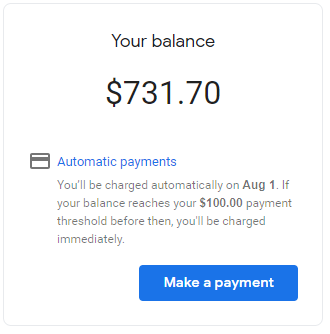 Your balance
$731.70
Automatic payments
You'll be charged automatically on Aug 1. If
your balance reaches your $100.00 payment
threshold before then, you'll be charged
immediately.
Make a payment